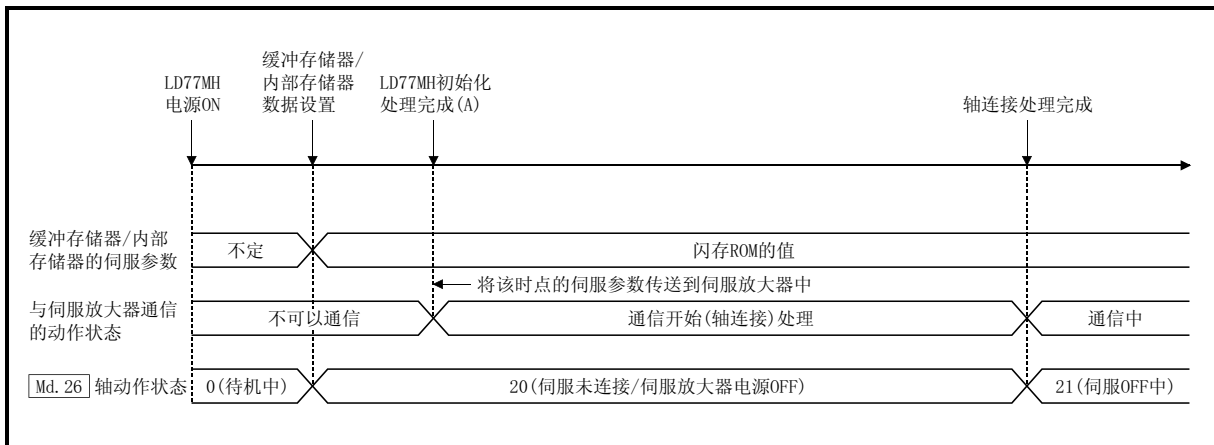 LD77MH
电源ON
缓冲存储器/
内部存储器
数据设置
LD77MH初始化
处理完成(A)
轴连接处理完成
缓冲存储器/内部
存储器的伺服参数
不定
闪存ROM的值
将该时点的伺服参数传送到伺服放大器中
与伺服放大器通信
的动作状态
不可以通信
通信开始(轴连接)处理
通信中
Md.26 轴动作状态
0(待机中)
20(伺服未连接/伺服放大器电源OFF)
21(伺服OFF中)